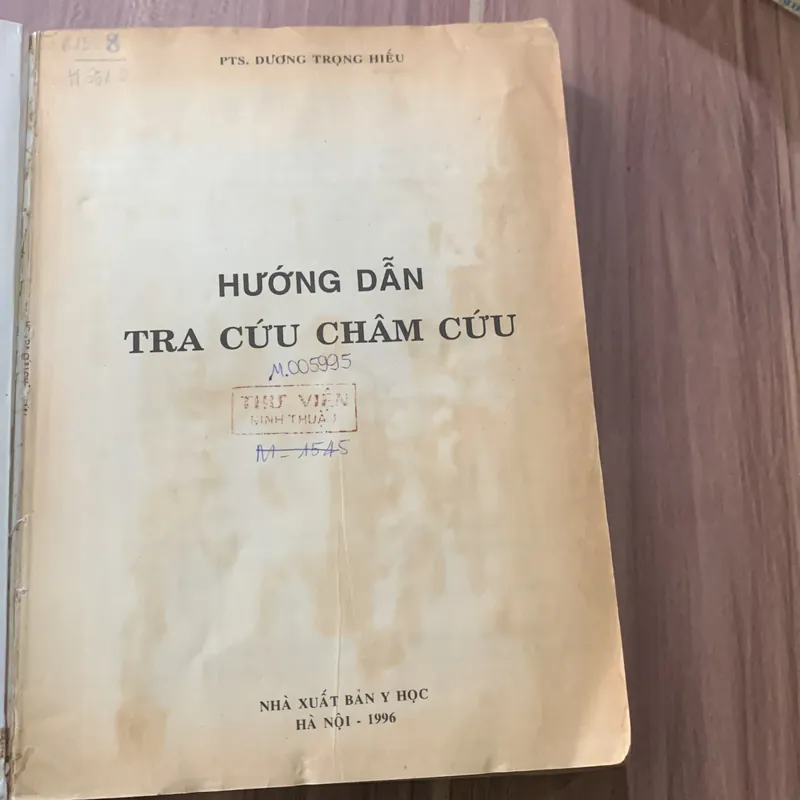 8
PTS. DƯƠNG TRỌNG HIẾU
HƯỚNG DẪN
TRA CỨU CHÂM CỨU
M.005995
THƯ VIỆN
NINH THUẬN
M-1545
NHÀ XUẤT BẢN Y HỌC
HÀ NỘI - 1996